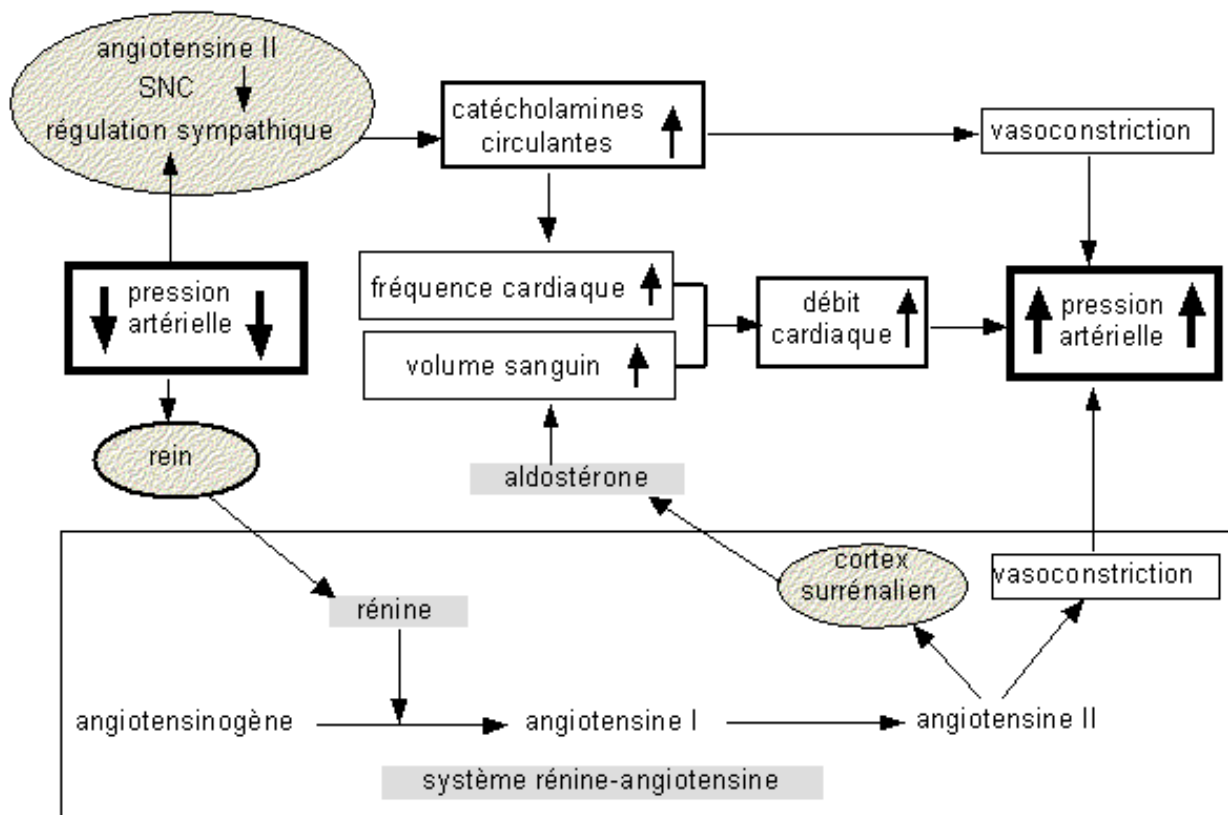 angiotensine II
SNC
régulation sympathique
catécholamines
circulantes
vasoconstriction
pression
artérielle
fréquence cardiaque
volume sanguin
débit
cardiaque
pression
artérielle
rein
aldostérone
cortex
surrénalien
vasoconstriction
rénine
angiotensinogène
angiotensine I
angiotensine II
système rénine-angiotensine